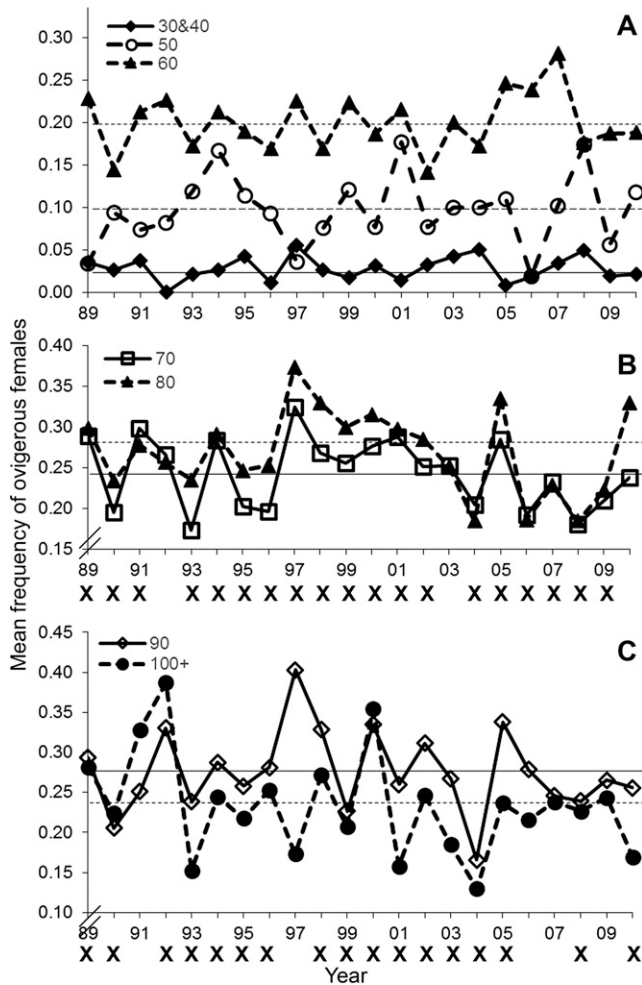 A
30&40
50
60
0.30
0.25
0.20
0.15
0.10
0.05
0.00
89 91 93 95 97 99 01 03 05 07 09
B
70
80
0.40
0.35
0.30
0.25
0.20
0.15
89 91 93 95 97 99 01 03 05 07 09
X X X X X X X X X X X X X X X X X X X
C
90
100+
0.45
0.40
0.35
0.30
0.25
0.20
0.15
0.10
89 91 93 95 97 99 01 03 05 07 09
X X X X X X X X X X X X X X X X X
Year
Mean frequency of ovigerous females